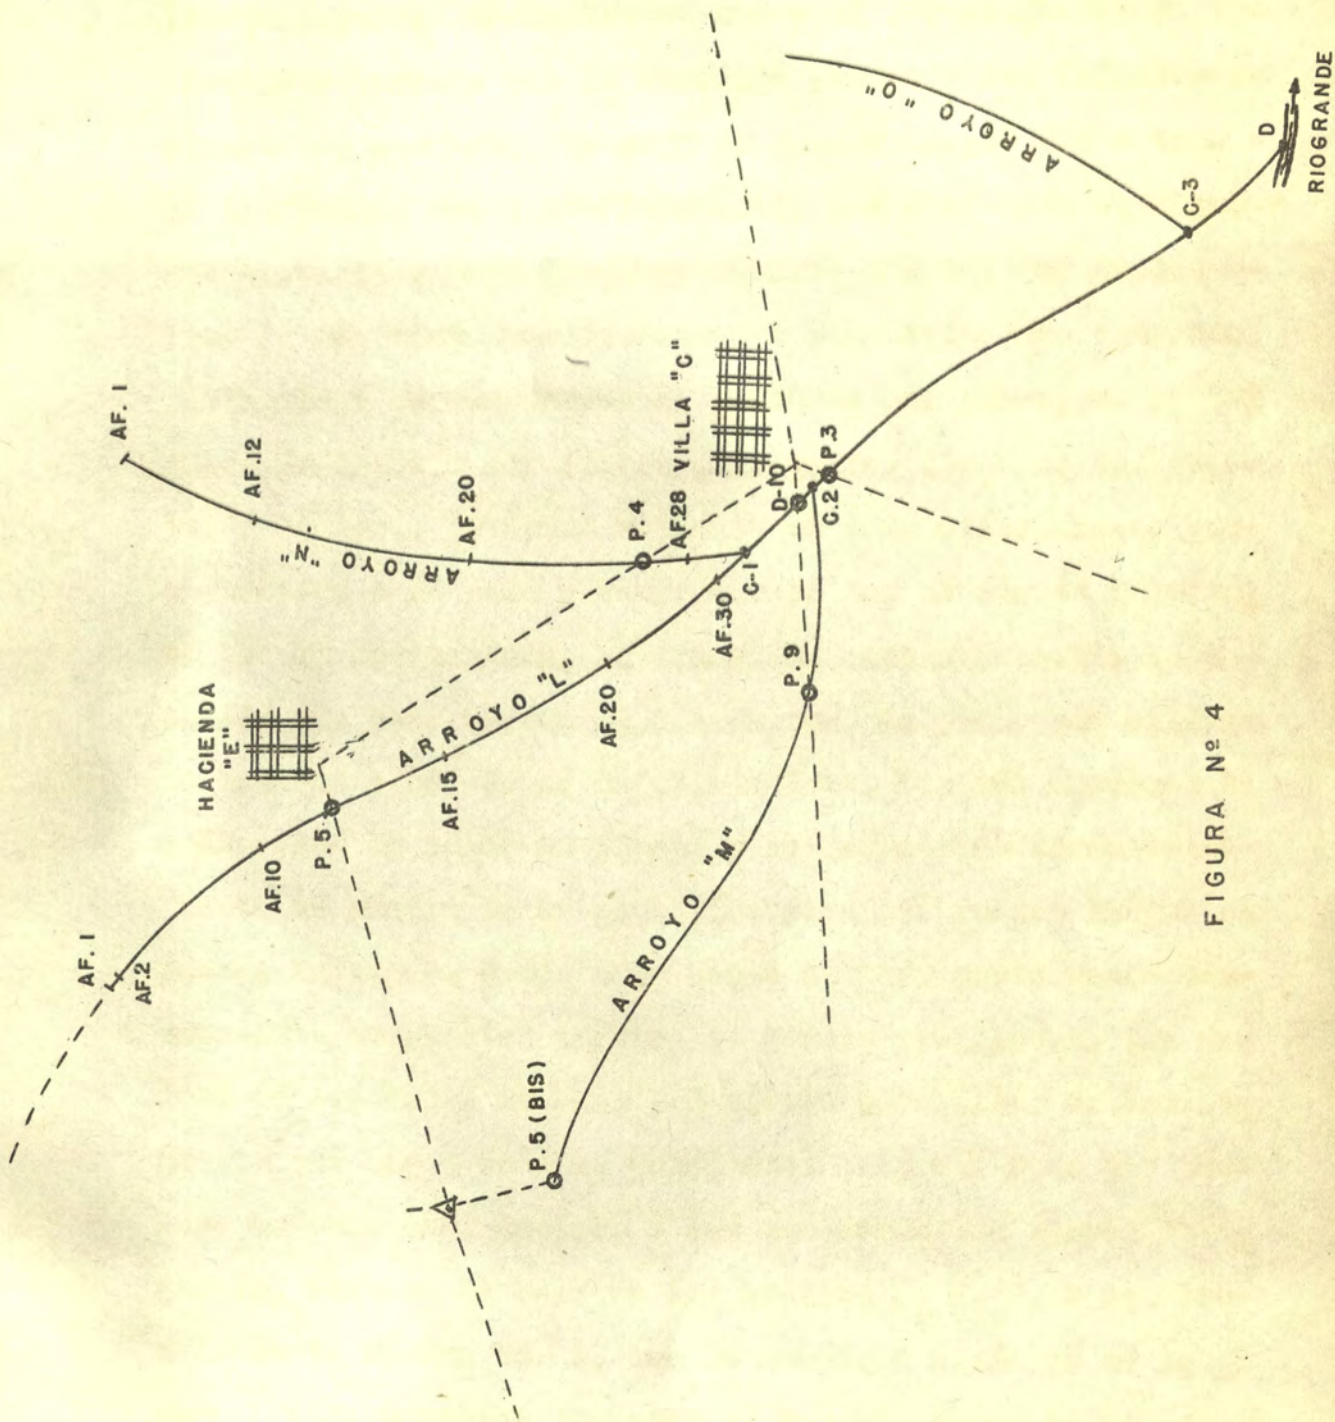 AF. 1
AF.2
AF.10
P. 5
HACIENDA
"E"
ARROYO "L"
AF.15
AF.20
AF.30
C-1
AF. 1
AF.12
ARROYO "N"
AF.20
P. 4
AF.28
VILLA "C"
D-10
C.2
P.3
P. 9
P.5 (BIS)
ARROYO "M"
ARROYO "O"
C-3
D
RIOGRANDE
FIGURA Nº 4